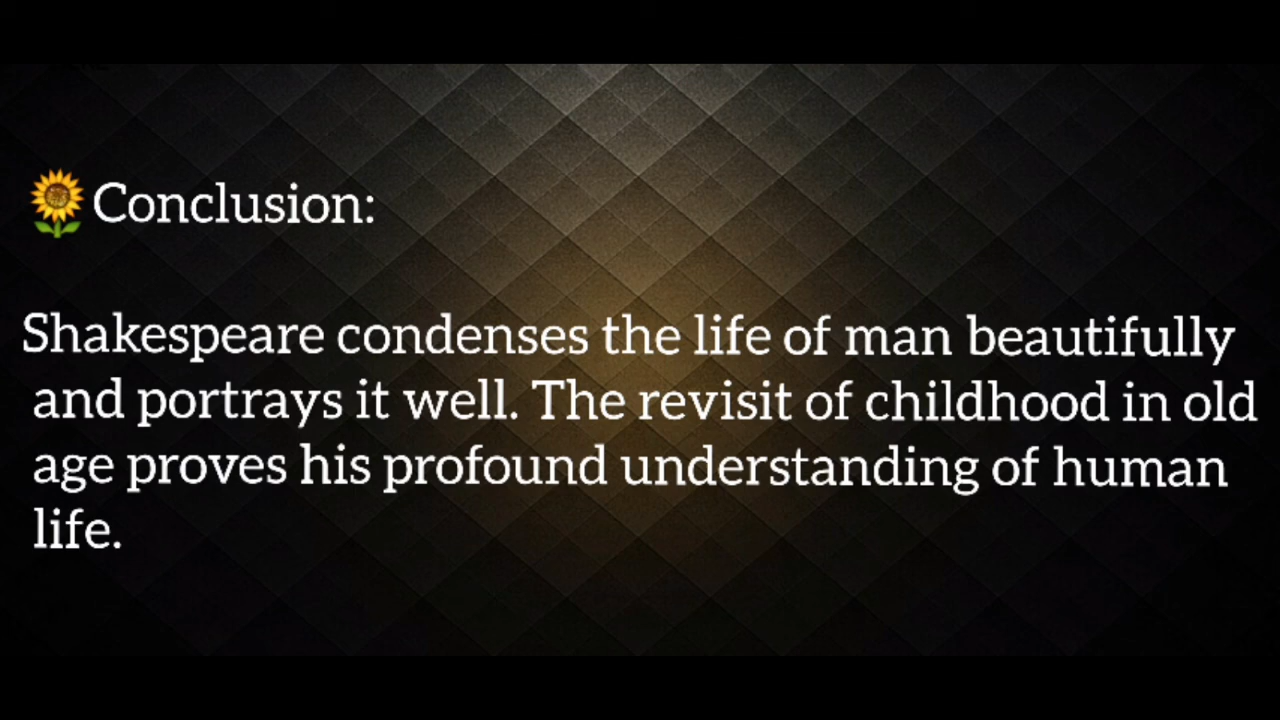 🌻Conclusion:
Shakespeare condenses the life of man beautifully
and portrays it well. The revisit of childhood in old
age proves his profound understanding of human
life.